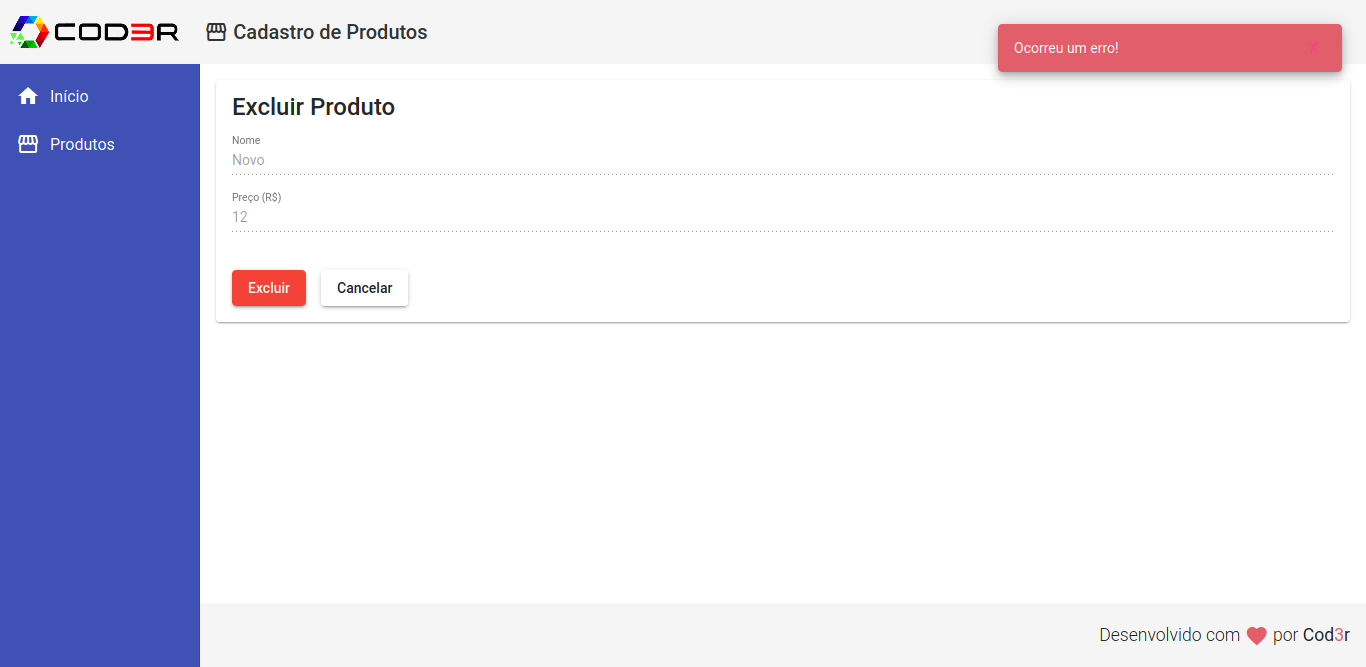 COD3R
Cadastro de Produtos
Ocorreu um erro!
X
Início
Produtos
Excluir Produto
Nome
Novo
Preço (R$)
12
Excluir
Cancelar
Desenvolvido com por Cod3r